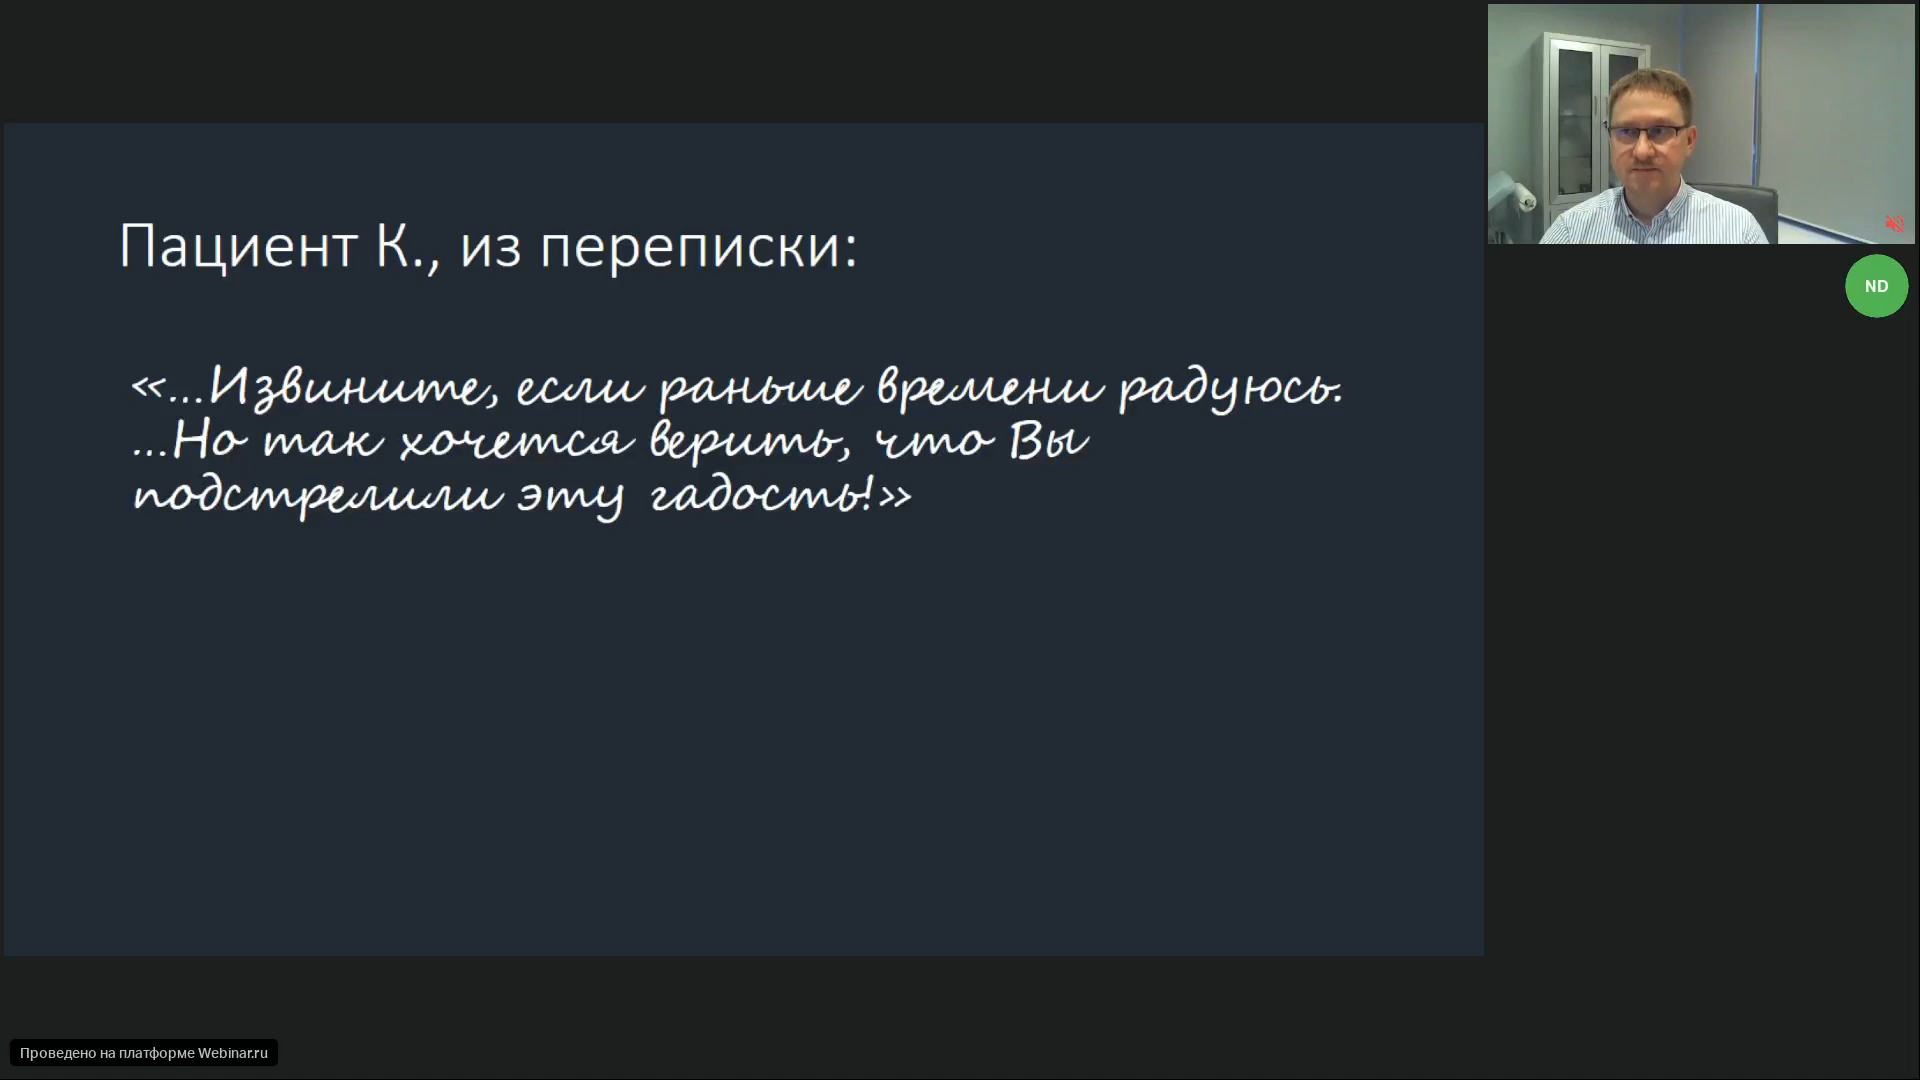 Пациент К., из переписки:
«...Извините, если раньше времени радуюсь.
...Но так хочется верить, что Вы
подстрелили эту гадость!»
ND
Проведено на платформе Webinar.ru